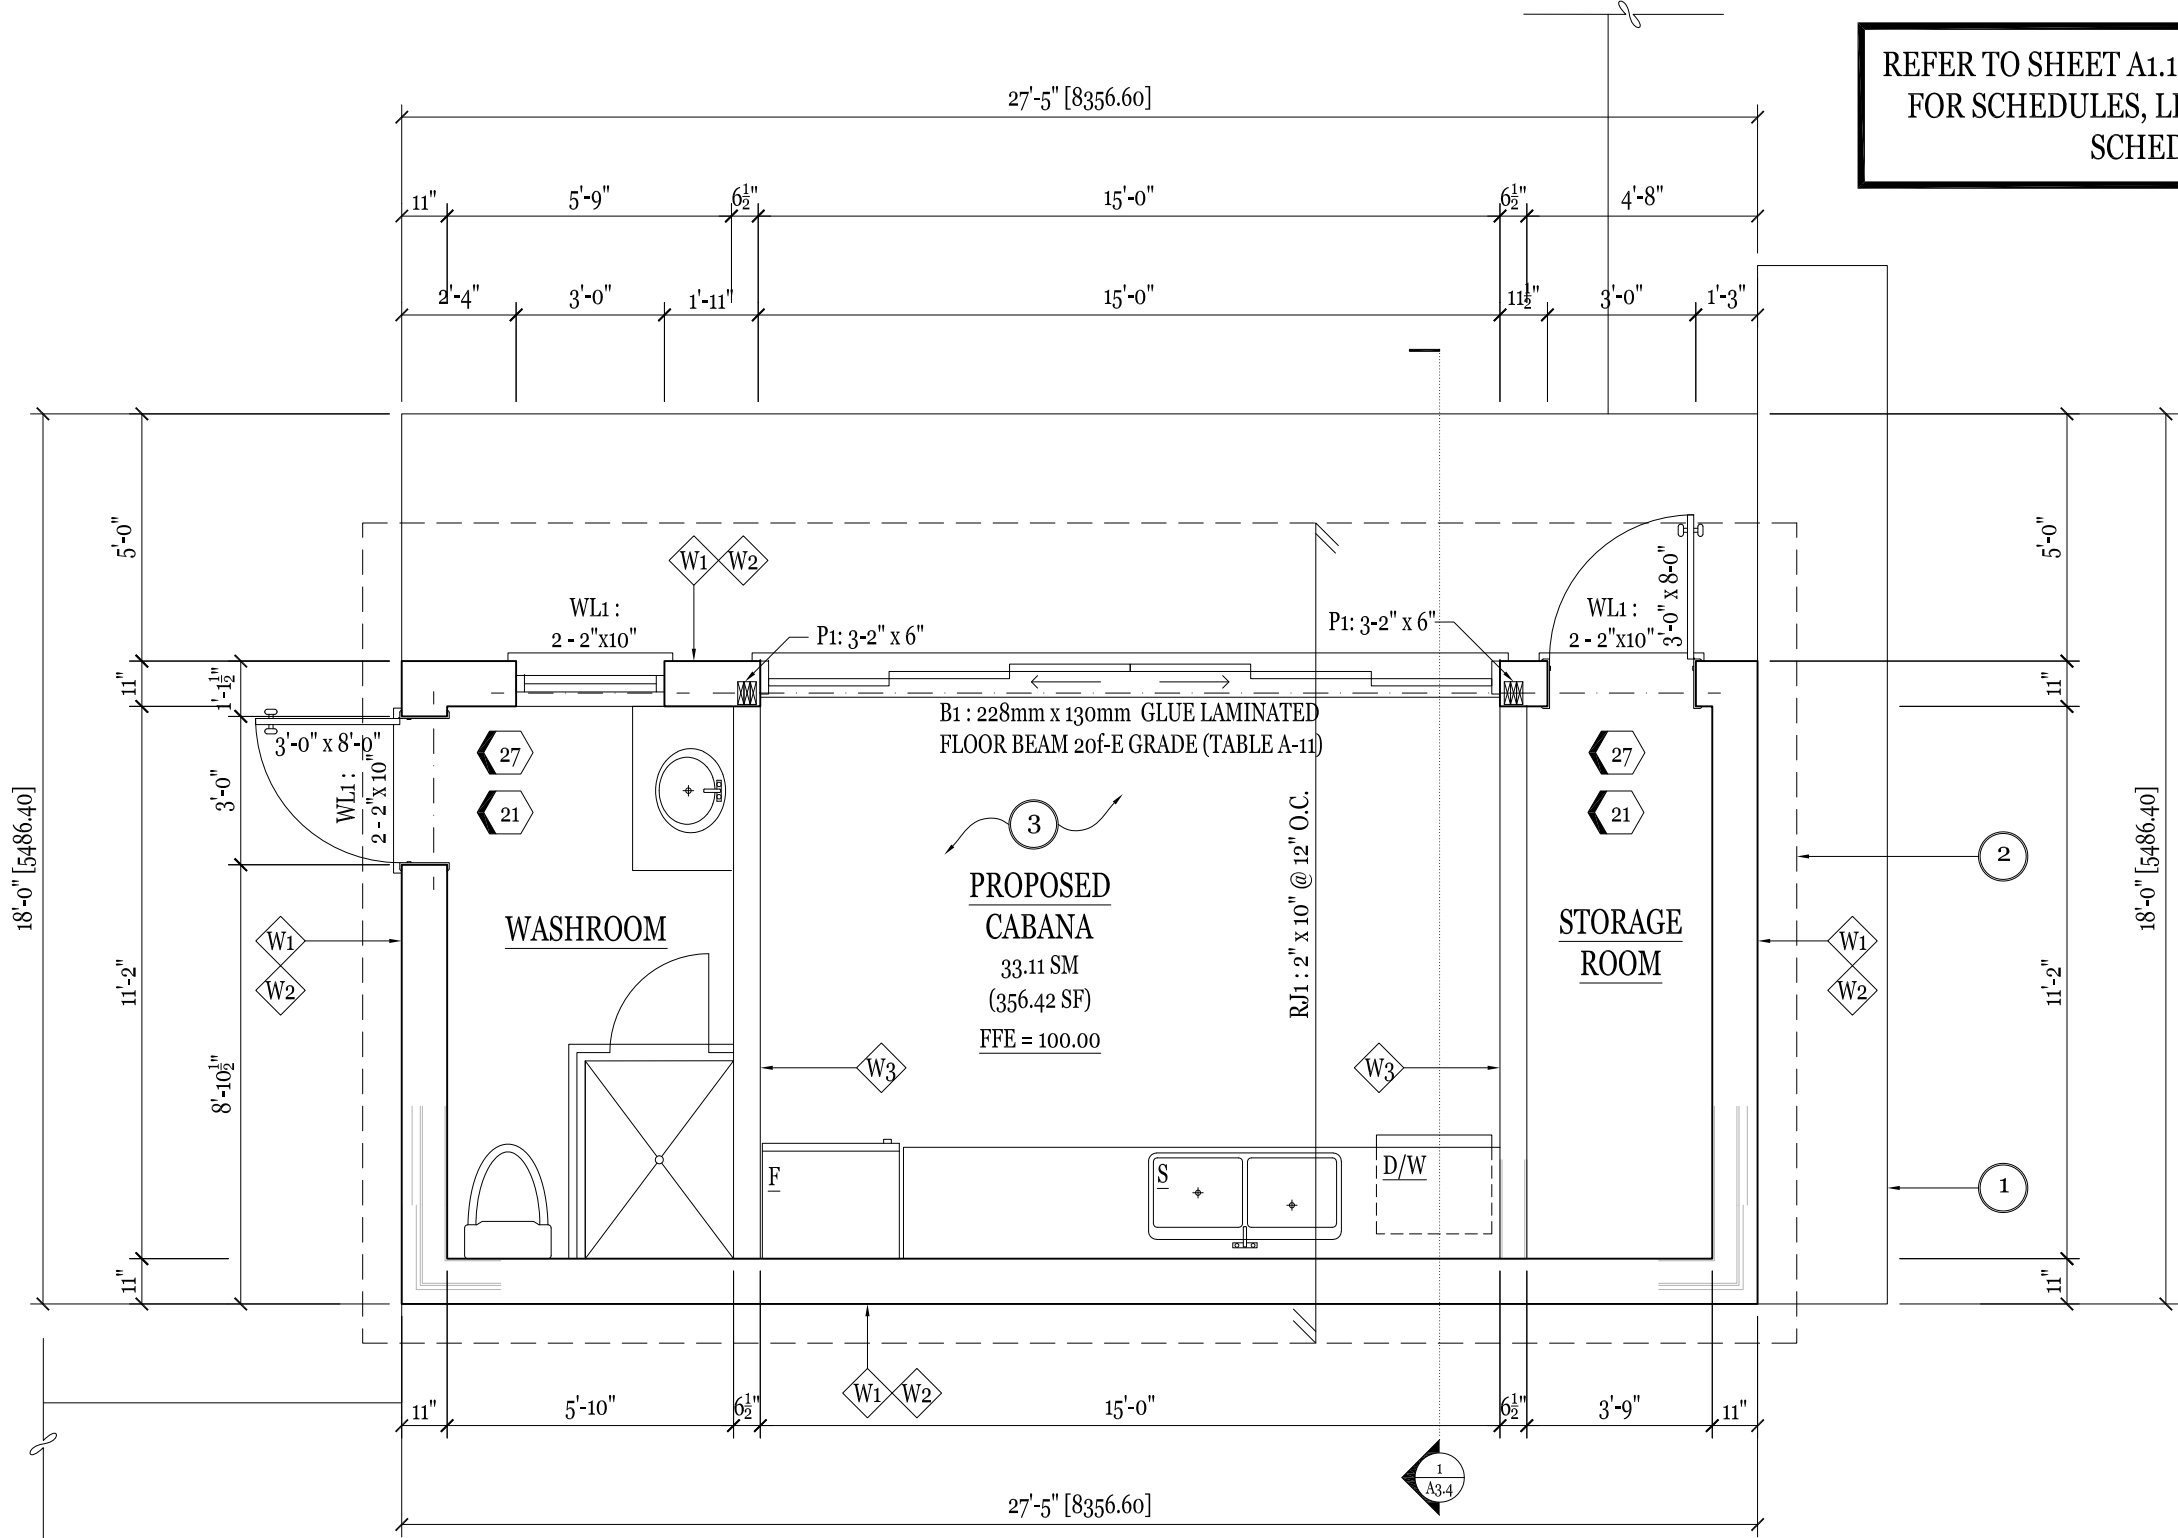 REFER TO SHEET A1.1
FOR SCHEDULES,
27'-5" [8356.60]
11" 5'-9" 6½" 15'-0" 6½" 4'-8"
2'-4" 3'-0" 1'-11" 15'-0" 11½" 3'-0" 1'-3"
5'-0"
11"
11'-2"
11"
18'-0" [5486.40]
1'-1½"
3'-0"
8'-10½"
W1 W2
WL1 :
2 - 2"x10"
P1: 3-2" x 6"
P1: 3-2" x 6"
WL1 :
2 - 2"x10"
3'-0" x 8-0"
3'-0" x 8'-0"
WL1 :
2 - 2"x 10"
B1 : 228mm x 130mm GLUE LAMINATED
FLOOR BEAM 20f-E GRADE (TABLE A-11)
27
21
27
21
3
PROPOSED
CABANA
33.11 SM
(356.42 SF)
FFE = 100.00
WASHROOM
STORAGE
ROOM
RJ1 : 2" x 10" @ 12" O.C.
W1
W2
W1
W2
W3
W3
F
S
D/W
2
1
5'-0"
11"
11'-2"
11"
18'-0" [5486.40]
W1 W2
11" 5'-10" 6½" 15'-0" 6½" 3'-9" 11"
1
A3.4
27'-5" [8356.60]